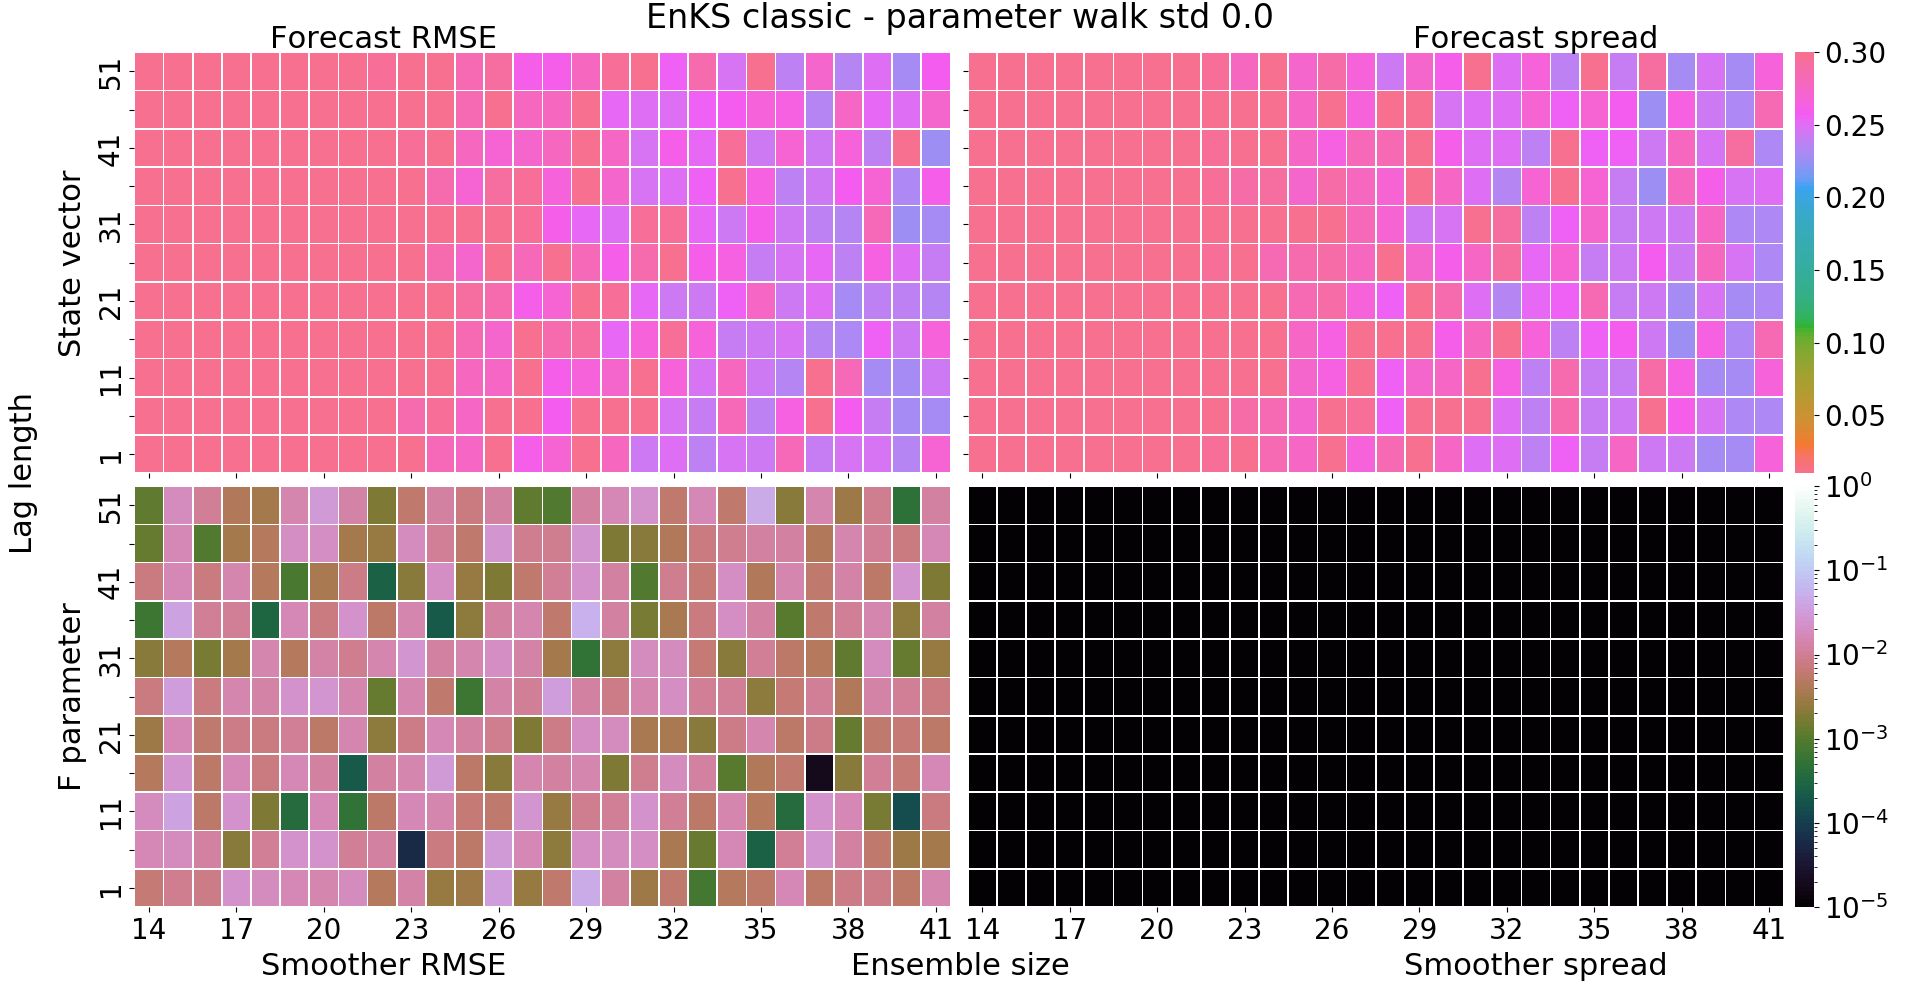 EnKS classic - parameter walk std 0.0
Forecast RMSE
Forecast spread
Lag length
State vector
51
41
31
21
11
1
0.30
0.25
0.20
0.15
0.10
0.05
F parameter
51
41
31
21
11
1
10⁰
10⁻¹
10⁻²
10⁻³
10⁻⁴
10⁻⁵
14 17 20 23 26 29 32 35 38 41
14 17 20 23 26 29 32 35 38 41
Smoother RMSE
Ensemble size
Smoother spread